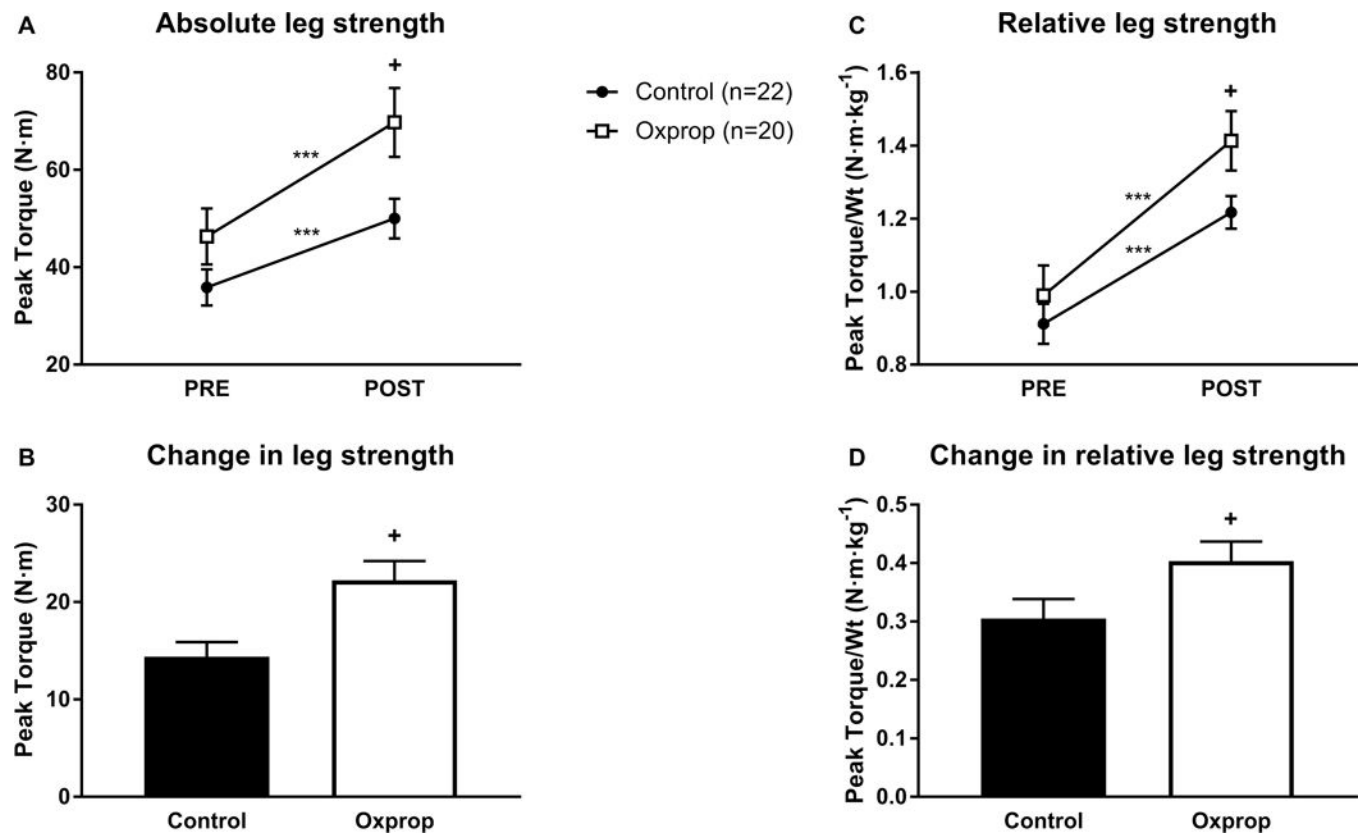 A Absolute leg strength
Peak Torque (N·m)
80
60
40
20
+
***
***
PRE POST
Control (n=22)
Oxprop (n=20)
C Relative leg strength
Peak Torque/Wt (N·m·kg⁻¹)
1.6
1.4
1.2
1.0
0.8
+
***
***
PRE POST
B Change in leg strength
Peak Torque (N·m)
30
20
10
0
+
Control Oxprop
D Change in relative leg strength
Peak Torque/Wt (N·m·kg⁻¹)
0.5
0.4
0.3
0.2
0.1
0.0
+
Control Oxprop